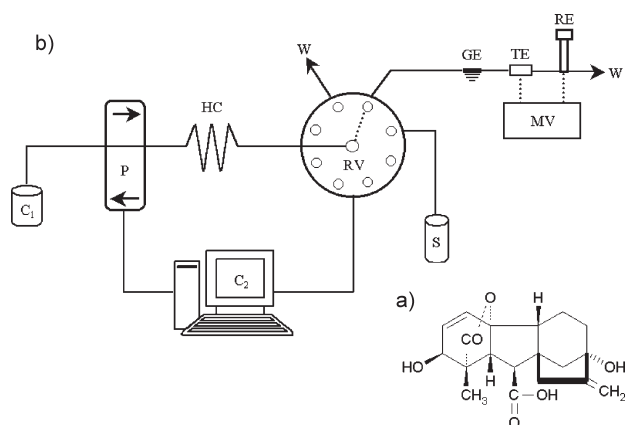 b)
RE
W
GE
TE
W
HC
MV
P
RV
C₁
S
C₂
a)
O
H
CO
HO
H
OH
CH₃
OH
CH₂
O